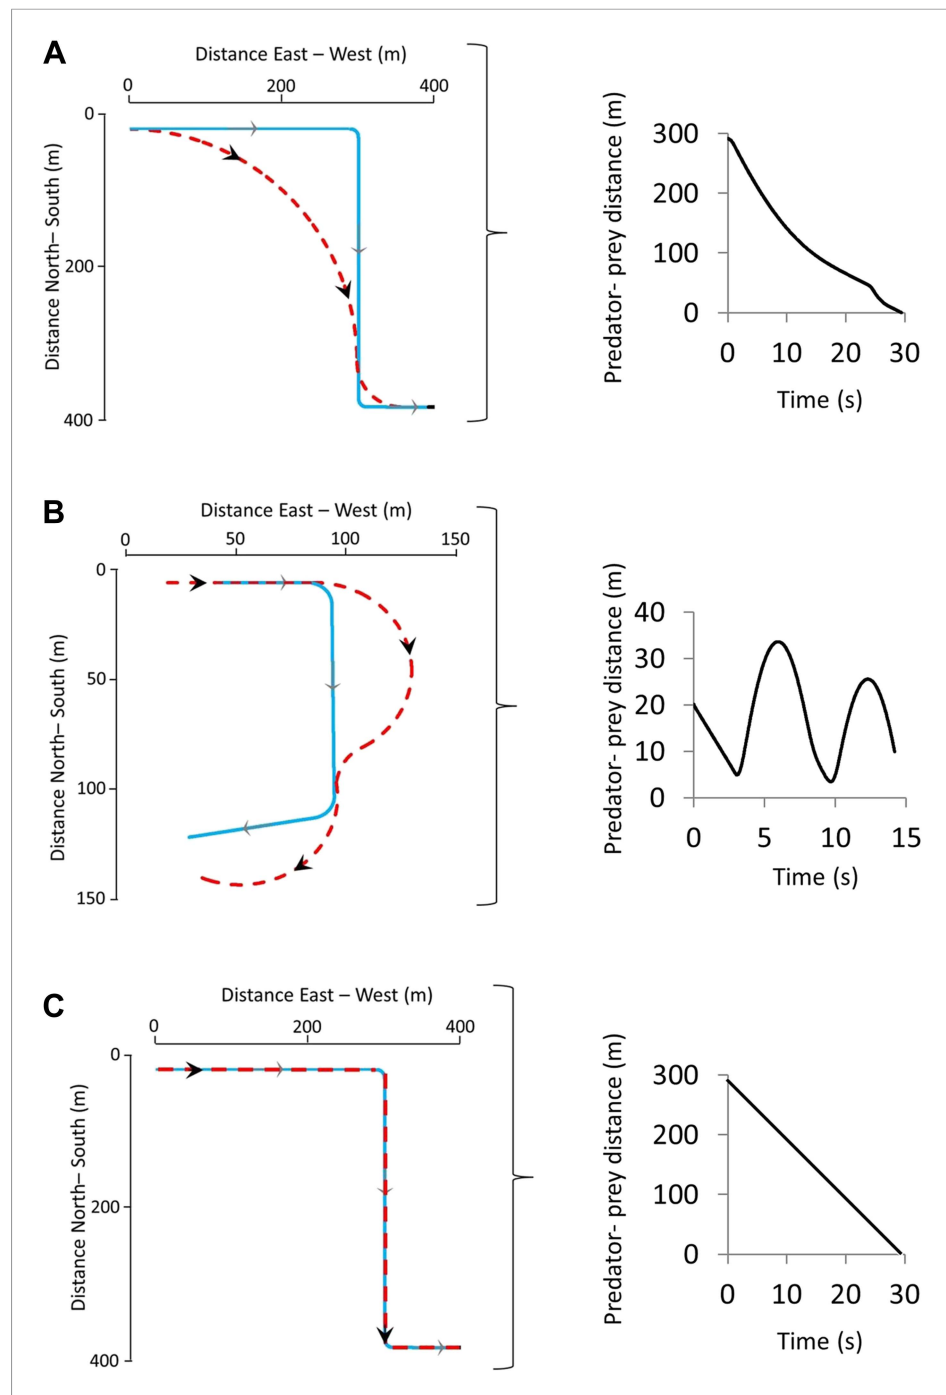 A
Distance East – West (m)
0 200 400
Distance North– South (m)
0
200
400
Predator- prey distance (m)
300
200
100
0
0 10 20 30
Time (s)
B
Distance East – West (m)
0 50 100 150
Distance North– South (m)
0
50
100
150
Predator- prey distance (m)
40
30
20
10
0
0 5 10 15
Time (s)
C
Distance East – West (m)
0 200 400
Distance North– South (m)
0
200
400
Predator- prey distance (m)
300
200
100
0
0 10 20 30
Time (s)